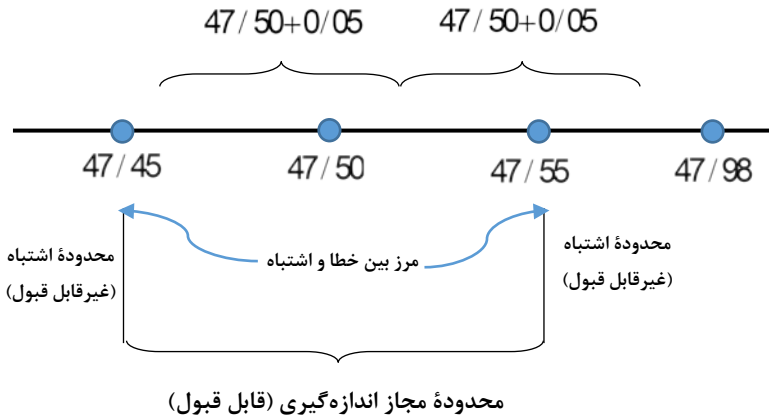 47/50+0/05 47/50+0/05
47/45 47/50 47/55 47/98
محدودهٔ اشتباه
(غیرقابل قبول)
مرز بین خطا و اشتباه
محدودهٔ اشتباه
(غیرقابل قبول)
محدودهٔ مجاز اندازه‌گیری (قابل قبول)